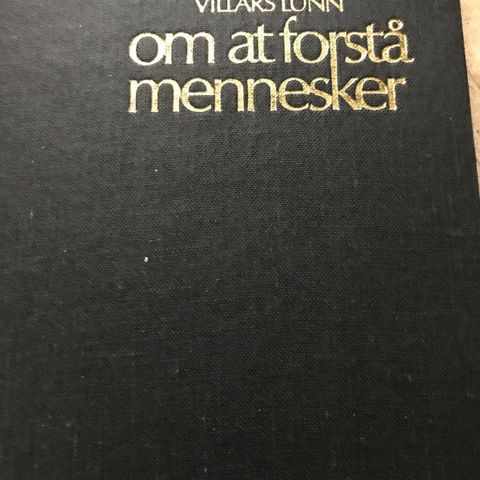 VILLARS LUNN
om at forstå
mennesker